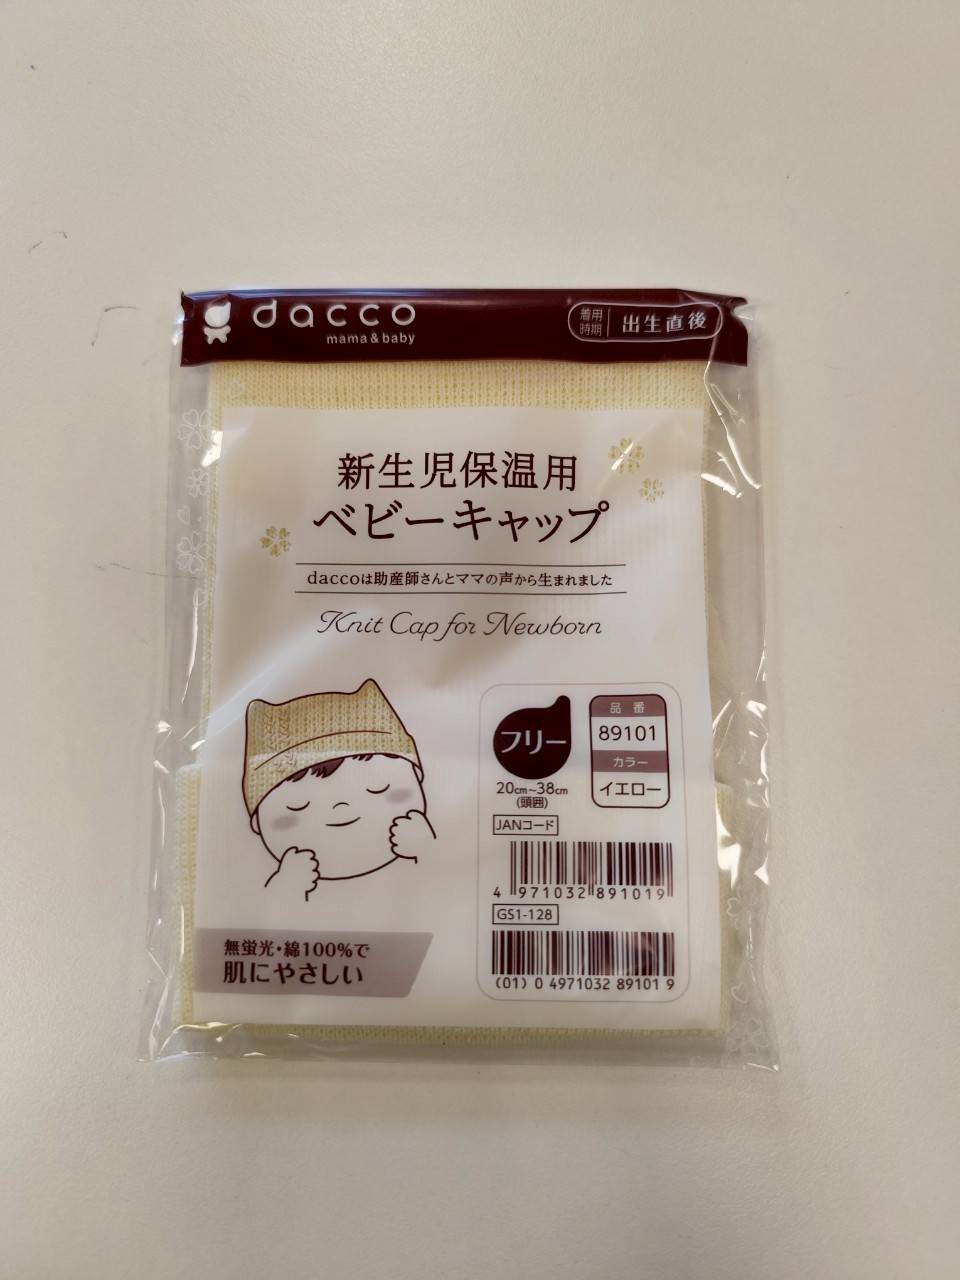 dacco
mama & baby
着用時期 出生直後
新生児保温用
ベビーキャップ
daccoは助産師さんとママの声から生まれました
Knit Cap for Newborn
フリー
20cm~38cm
(頭囲)
品番
89101
カラー
イエロー
JANコード
4 971032 891019
GS1-128
(01) 0 4971032 89101 9
無蛍光・綿100%で
肌にやさしい